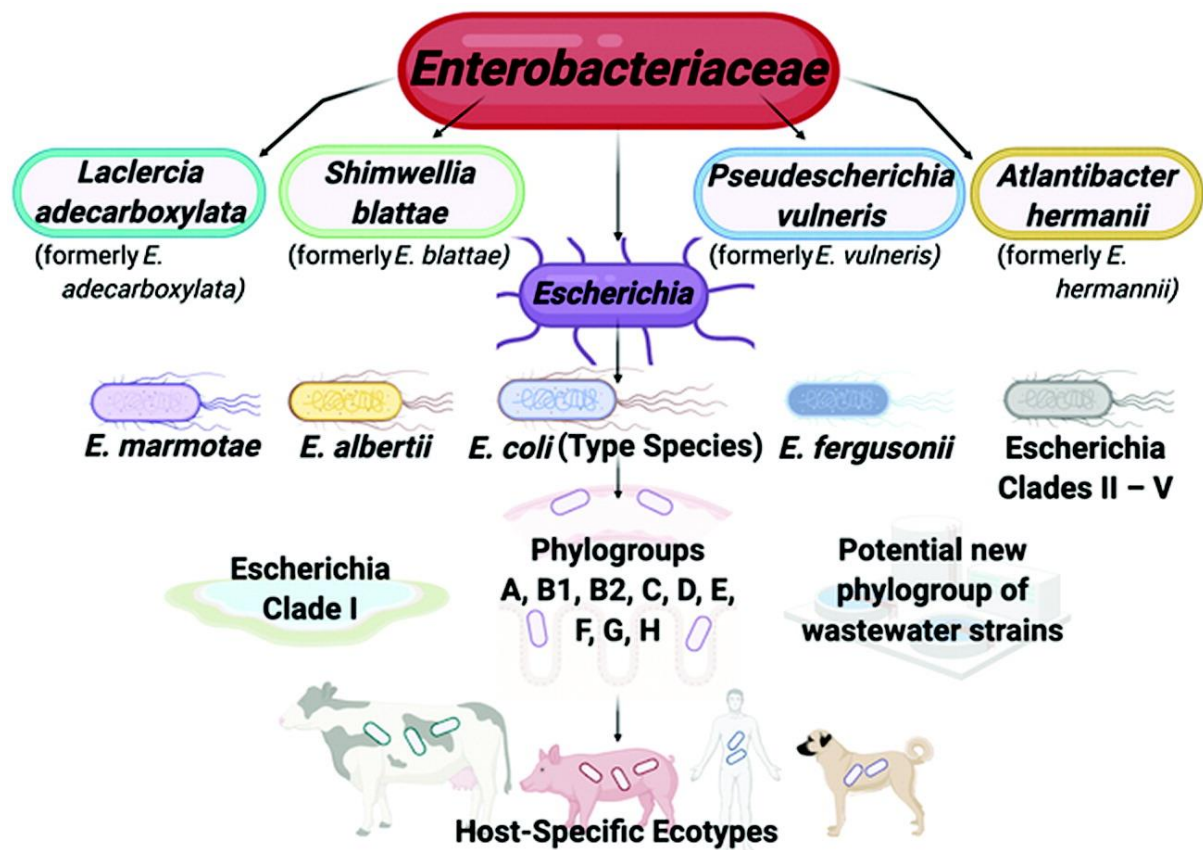 Enterobacteriaceae
Laclercia
adecarboxylata
(formerly E.
adecarboxylata)
Shimwellia
blattae
(formerly E. blattae)
Pseudescherichia
vulneris
(formerly E. vulneris)
Atlantibacter
hermanii
(formerly E.
hermannii)
Escherichia
E. marmotae
E. albertii
E. coli (Type Species)
E. fergusonii
Escherichia
Clades II – V
Escherichia
Clade I
Phylogroups
A, B1, B2, C, D, E,
F, G, H
Potential new
phylogroup of
wastewater strains
Host-Specific Ecotypes